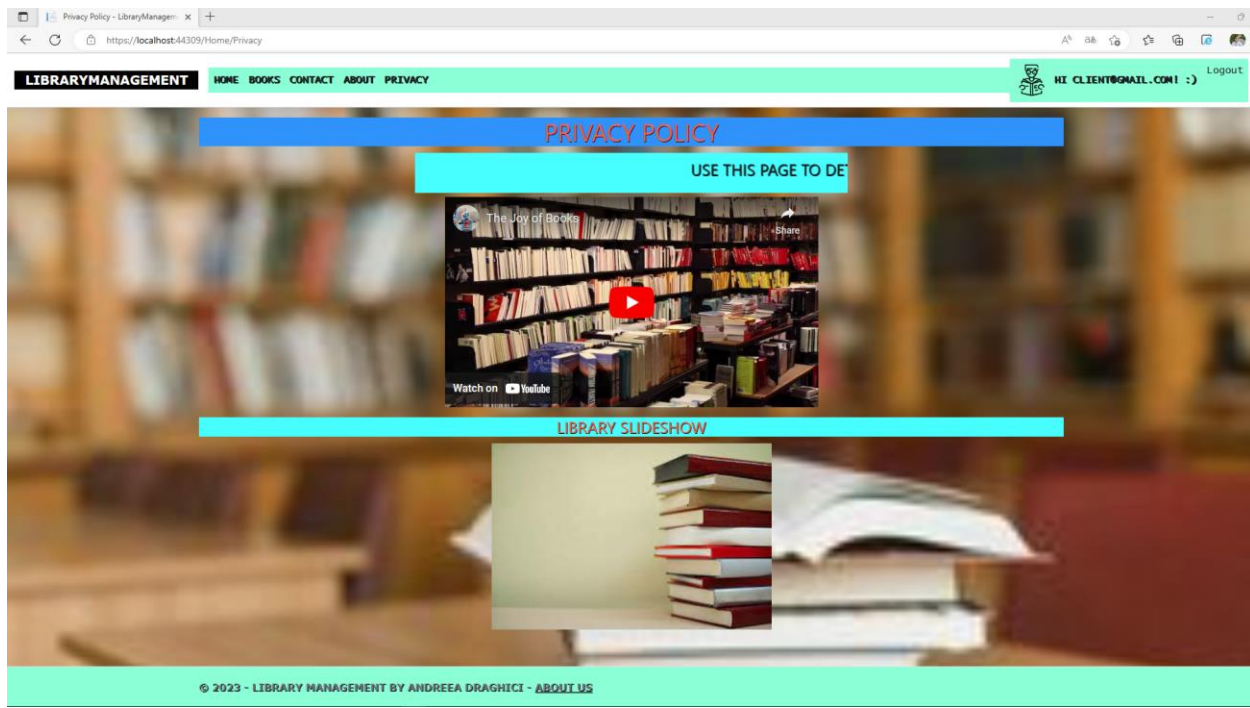 Privacy Policy - LibraryManagem
https://localhost:44309/Home/Privacy
LIBRARYMANAGEMENT HOME BOOKS CONTACT ABOUT PRIVACY HI CLIENT@GMAIL.COM! :) Logout
PRIVACY POLICY
USE THIS PAGE TO DET
The Joy of Books
Share
Watch on YouTube
LIBRARY SLIDESHOW
© 2023 - LIBRARY MANAGEMENT BY ANDREEA DRAGHICI - ABOUT US